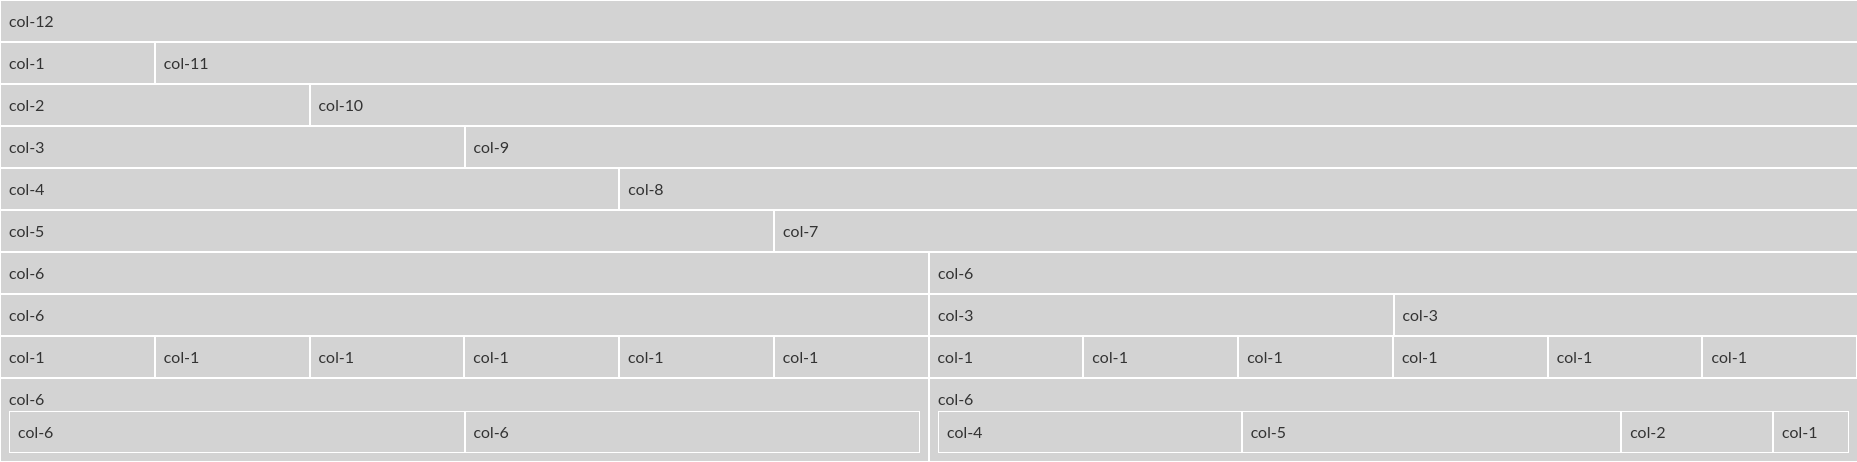 col-12
col-1 col-11
col-2 col-10
col-3 col-9
col-4 col-8
col-5 col-7
col-6 col-6
col-6 col-3 col-3
col-1 col-1 col-1 col-1 col-1 col-1 col-1 col-1 col-1 col-1 col-1 col-1
col-6 col-6
col-6 col-6 col-4 col-5 col-2 col-1